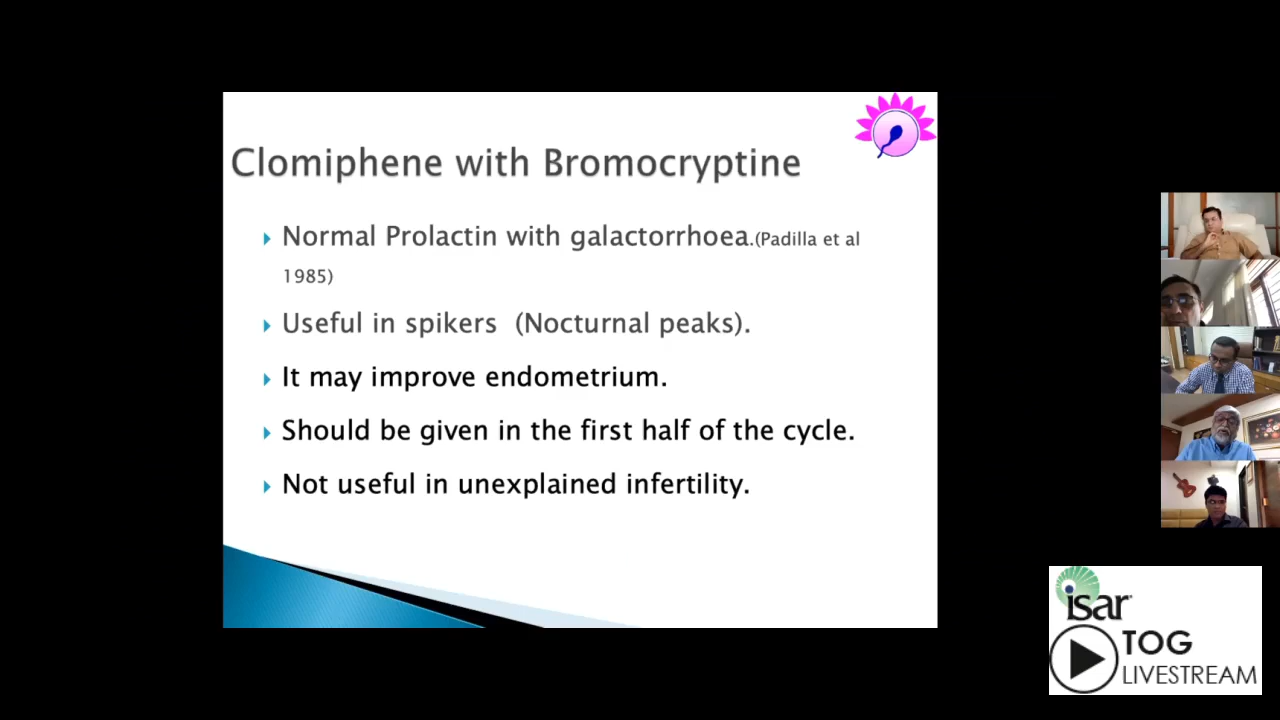 Clomiphene with Bromocryptine
Normal Prolactin with galactorrhoea.(Padilla et al
1985)
Useful in spikers (Nocturnal peaks).
It may improve endometrium.
Should be given in the first half of the cycle.
Not useful in unexplained infertility.
isar
TOG
LIVESTREAM